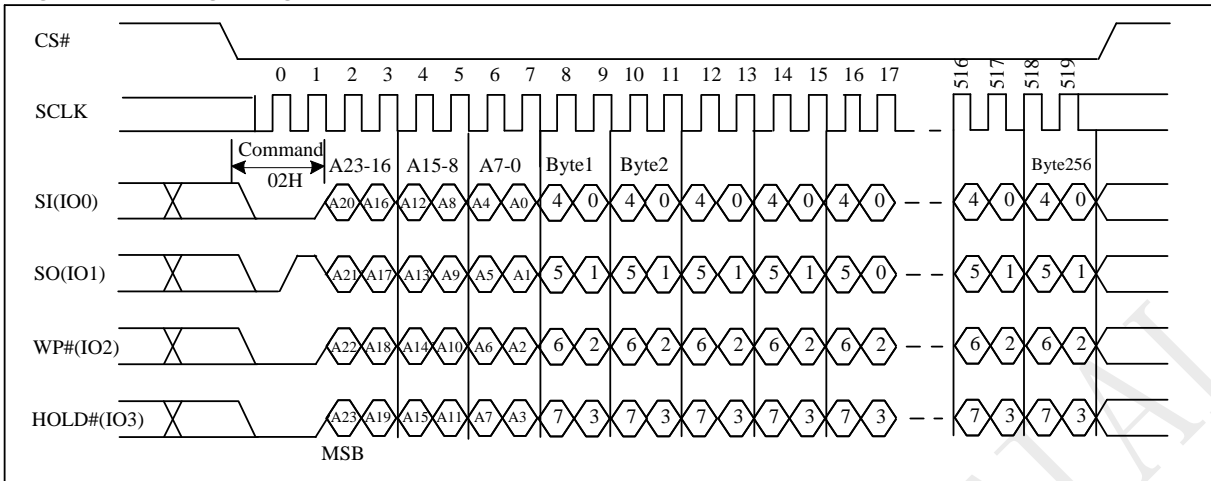 CS#
0 1 2 3 4 5 6 7 8 9 10 11 12 13 14 15 16 17 516 517 518 519
SCLK
Command A23-16 A15-8 A7-0 Byte1 Byte2 Byte256
02H
SI(IO0) A20 A16 A12 A8 A4 A0 4 0 4 0 4 0 4 0 4 0 4 0 4 0
SO(IO1) A21 A17 A13 A9 A5 A1 5 1 5 1 5 1 5 1 5 0 5 1 5 1
WP#(IO2) A22 A18 A14 A10 A6 A2 6 2 6 2 6 2 6 2 6 2 6 2 6 2
HOLD#(IO3) A23 A19 A15 A11 A7 A3 7 3 7 3 7 3 7 3 7 3 7 3 7 3
MSB